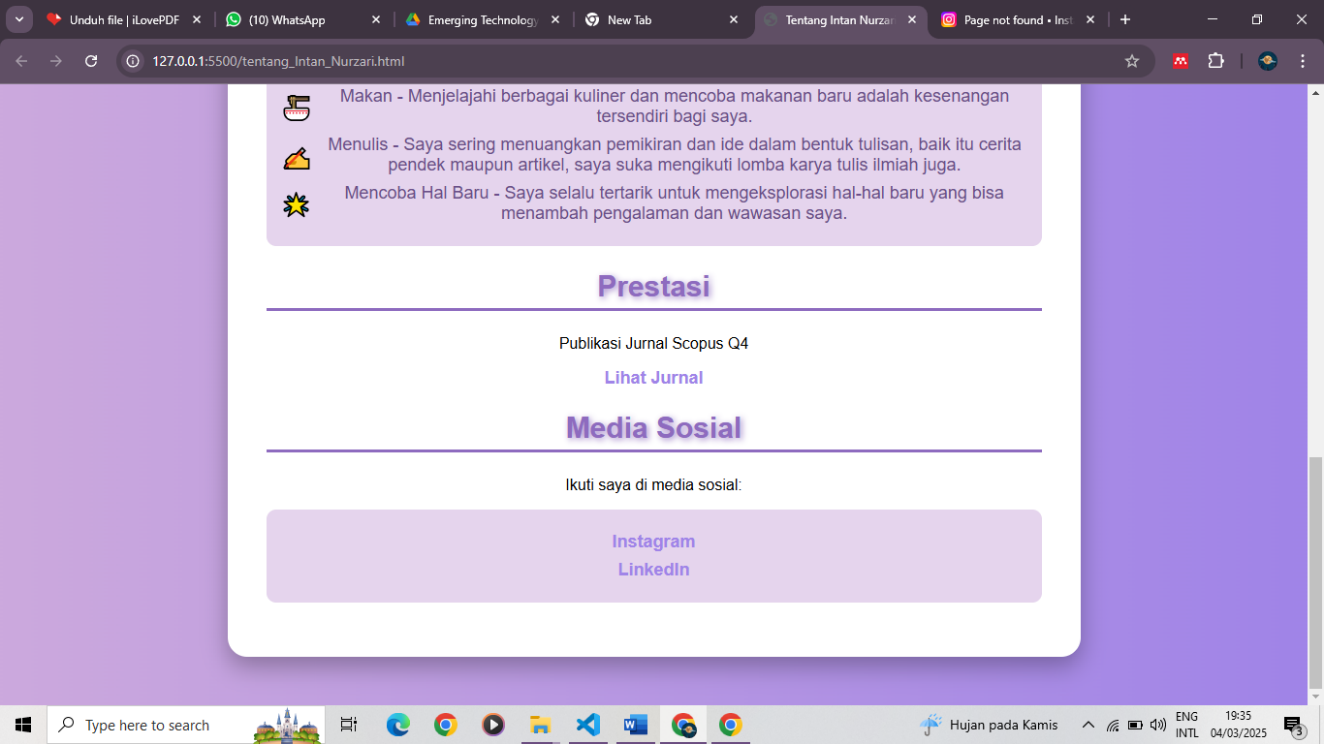 Unduh file | iLovePDF
(10) WhatsApp
Emerging Technology
New Tab
Tentang Intan Nurzari
Page not found • Inst
127.0.0.1:5500/tentang_Intan_Nurzari.html
Makan - Menjelajahi berbagai kuliner dan mencoba makanan baru adalah kesenangan
tersendiri bagi saya.
Menulis - Saya sering menuangkan pemikiran dan ide dalam bentuk tulisan, baik itu cerita
pendek maupun artikel, saya suka mengikuti lomba karya tulis ilmiah juga.
Mencoba Hal Baru - Saya selalu tertarik untuk mengeksplorasi hal-hal baru yang bisa
menambah pengalaman dan wawasan saya.
Prestasi
Publikasi Jurnal Scopus Q4
Lihat Jurnal
Media Sosial
Ikuti saya di media sosial:
Instagram
LinkedIn
Type here to search
Hujan pada Kamis
ENG
INTL
19:35
04/03/2025
3